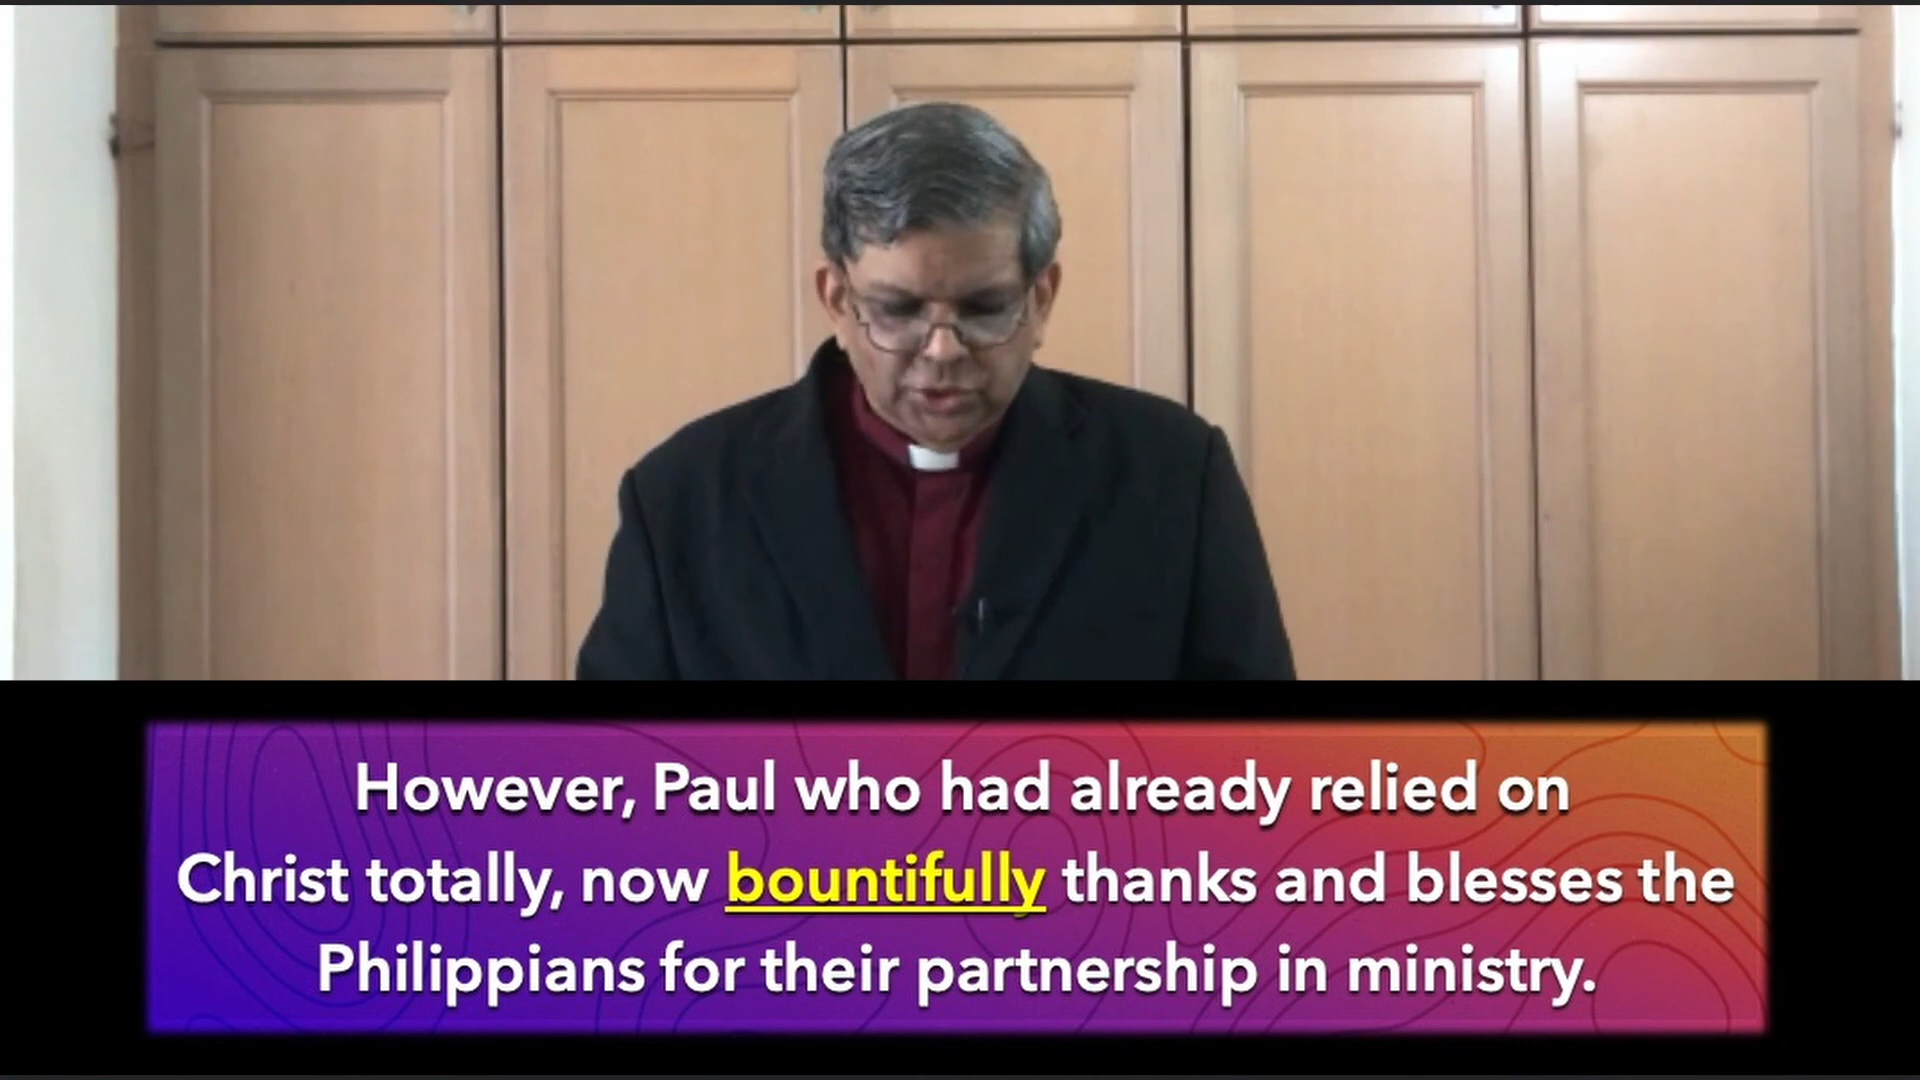 However, Paul who had already relied on
Christ totally, now bountifully thanks and blesses the
Philippians for their partnership in ministry.